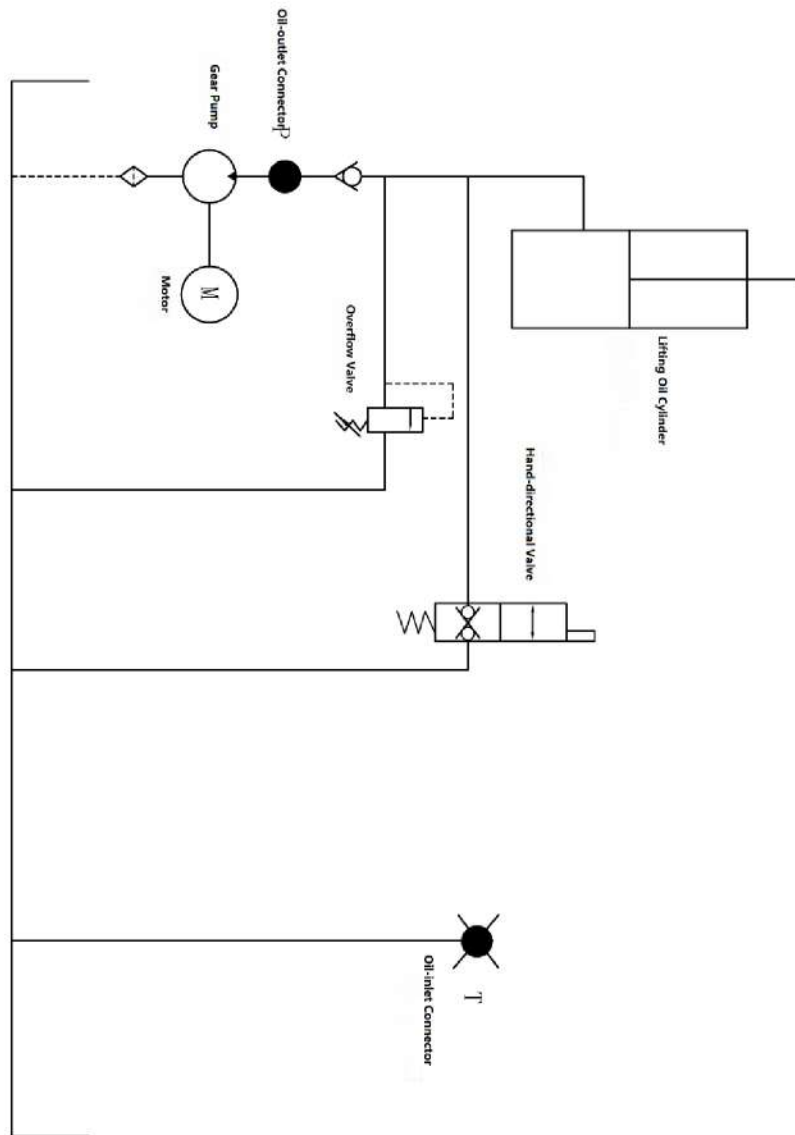 Oil-outlet Connector
P
Gear Pump
M
Motor
Overflow Valve
Lifting Oil Cylinder
Hand-directional Valve
T
Oil-inlet Connector